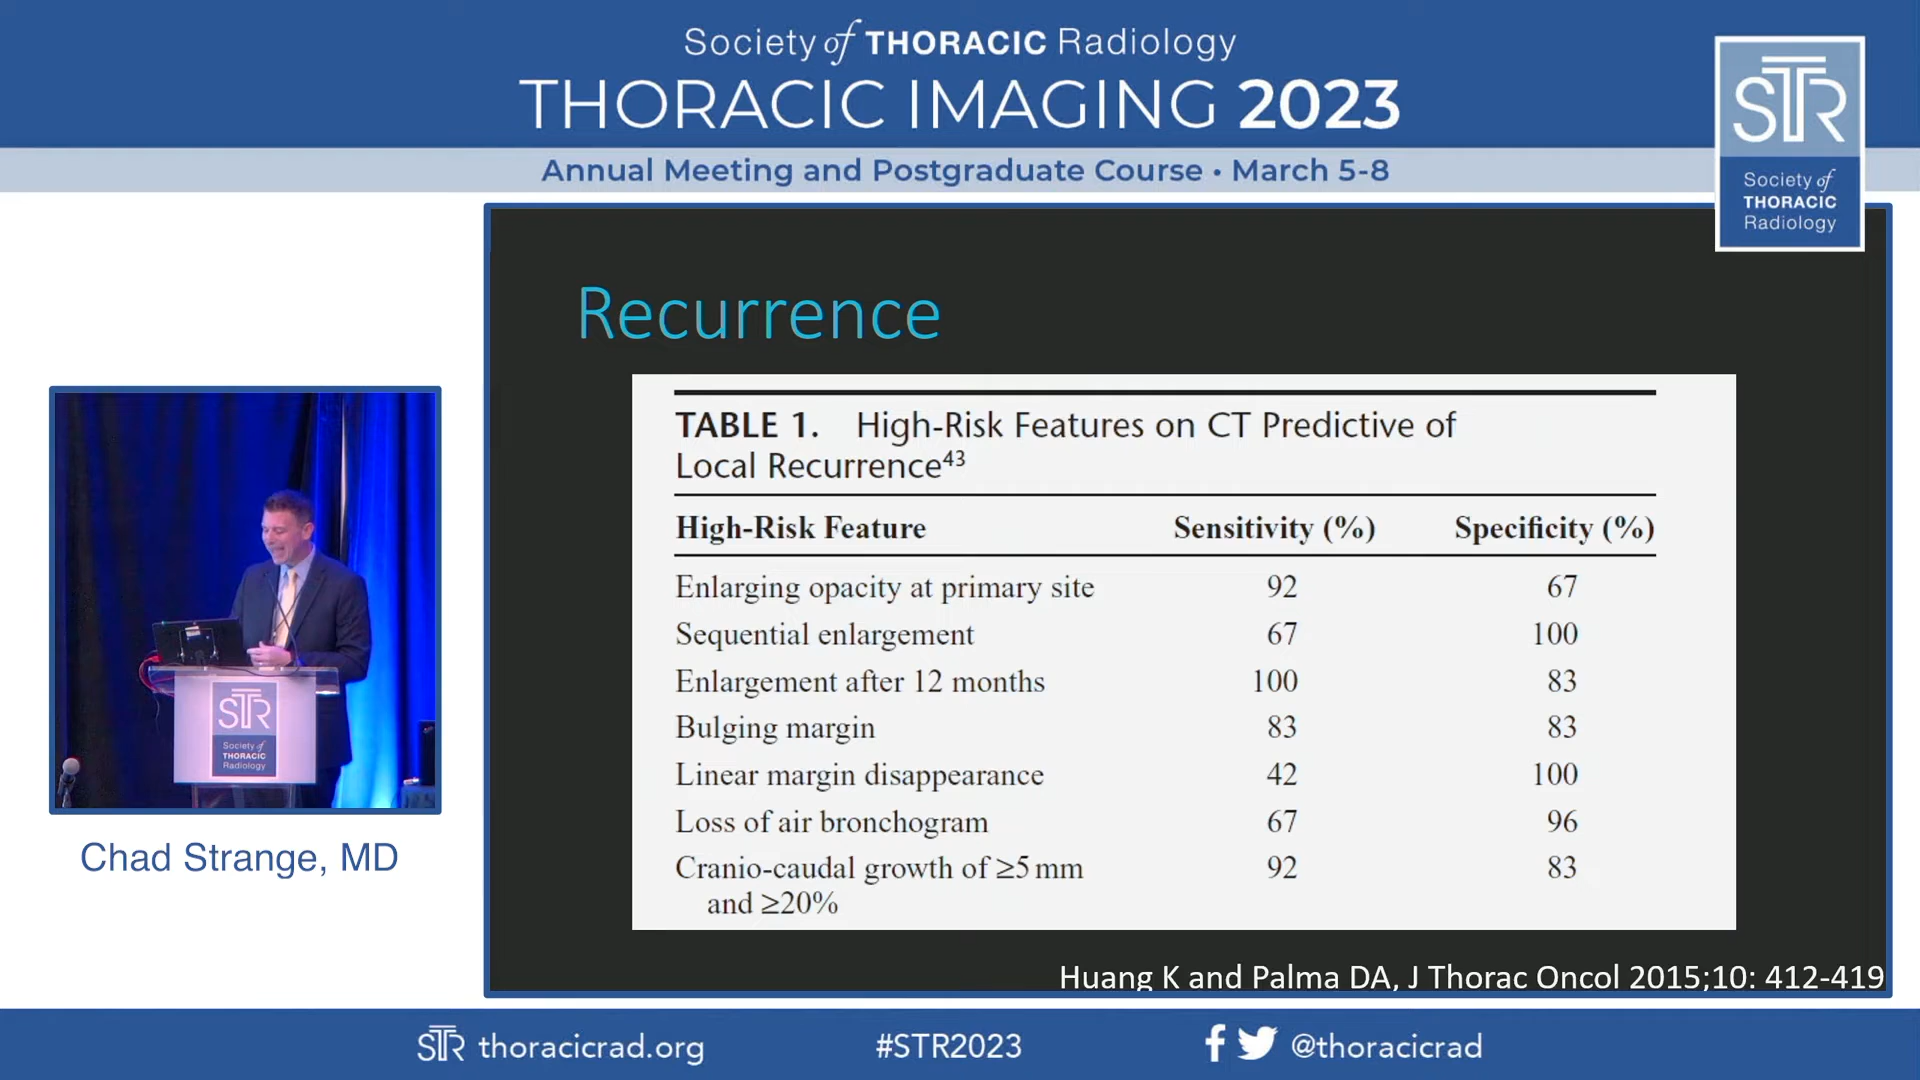 Society of THORACIC Radiology
THORACIC IMAGING 2023
Annual Meeting and Postgraduate Course • March 5-8
STR
Society of
THORACIC
Radiology
Recurrence
TABLE 1. High-Risk Features on CT Predictive of
Local Recurrence43
High-Risk Feature Sensitivity (%) Specificity (%)
Enlarging opacity at primary site 92 67
Sequential enlargement 67 100
Enlargement after 12 months 100 83
Bulging margin 83 83
Linear margin disappearance 42 100
Loss of air bronchogram 67 96
Cranio-caudal growth of ≥5 mm 92 83
and ≥20%
Huang K and Palma DA, J Thorac Oncol 2015;10: 412-419
STR
Society of
THORACIC
Radiology
Chad Strange, MD
STR thoracicrad.org #STR2023 @thoracicrad